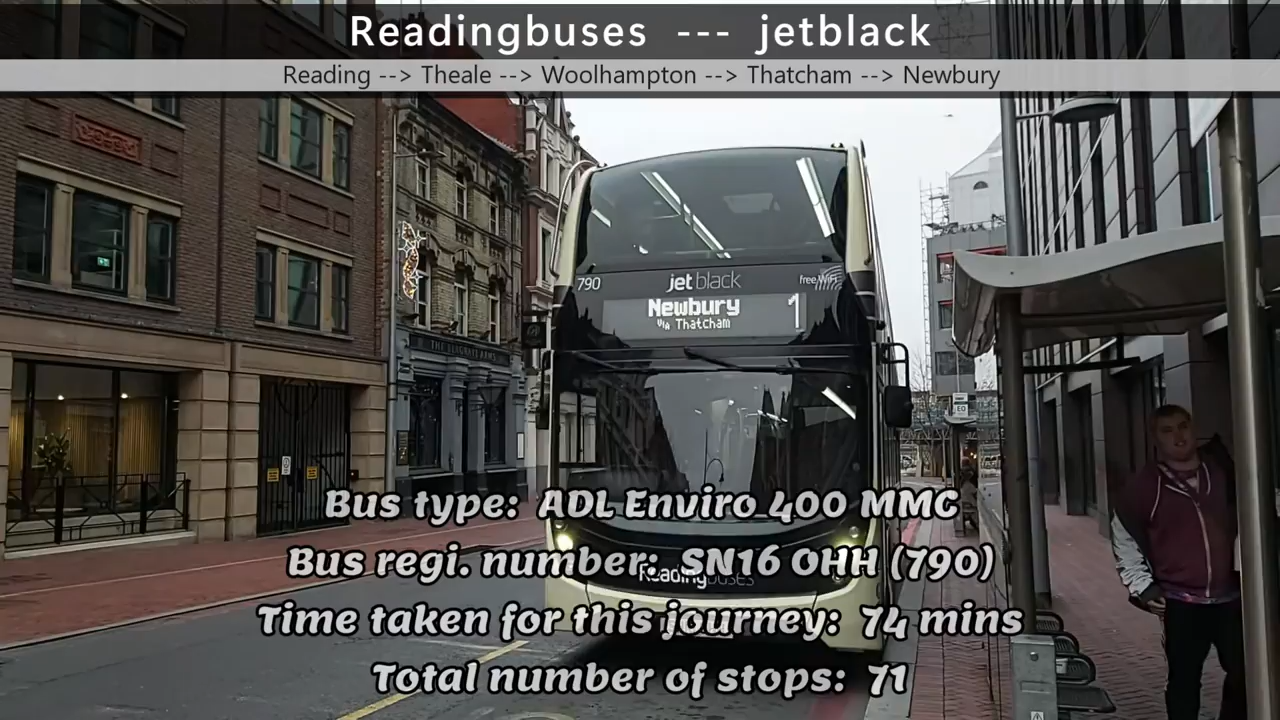 Readingbuses --- jetblack
Reading --> Theale --> Woolhampton --> Thatcham --> Newbury
790 jet black free WiFi
Newbury 1
VIA Thatcham
Bus type: ADL Enviro 400 MMC
Bus regi. number: SN16 OHH (790)
Readingbuses
Time taken for this journey: 74 mins
Total number of stops: 71